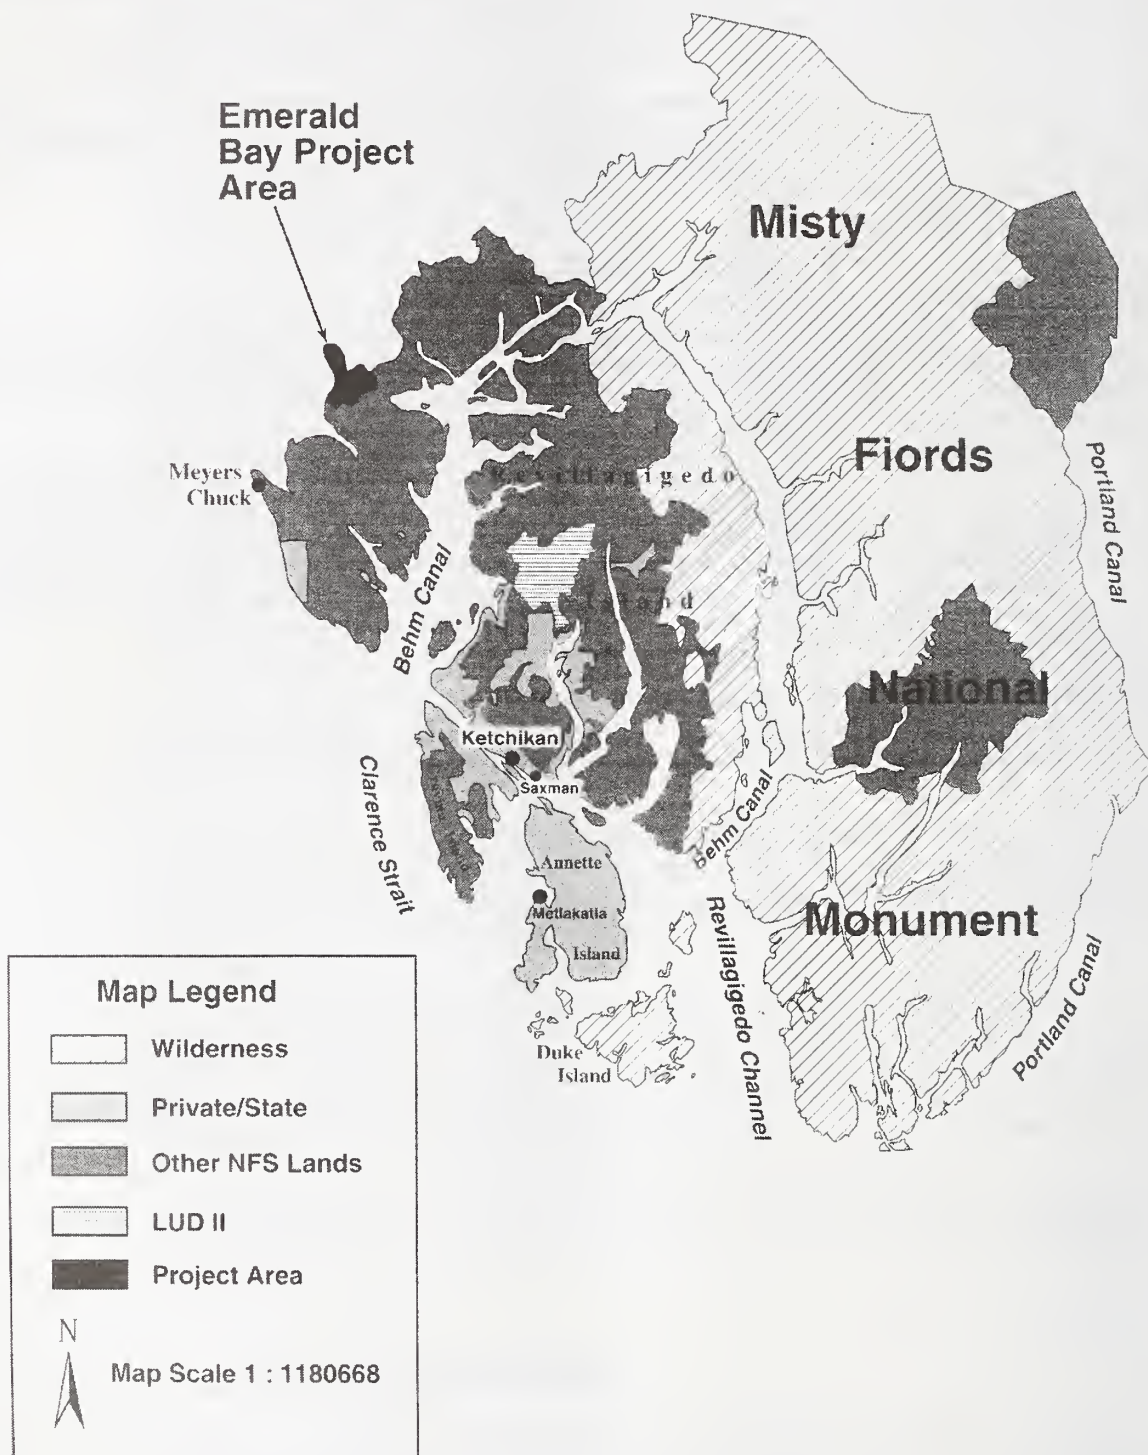 Emerald
Bay Project
Area
Misty
Fiords
National
Monument
Meyers
Chuck
Revillagigedo
Island
Behm Canal
Portland Canal
Ketchikan
Saxman
Clarence Strait
Annette
Metlakatla
Island
Behm Canal
Revillagigedo Channel
Portland Canal
Duke
Island
Map Legend
Wilderness
Private/State
Other NFS Lands
LUD II
Project Area
N
Map Scale 1 : 1180668